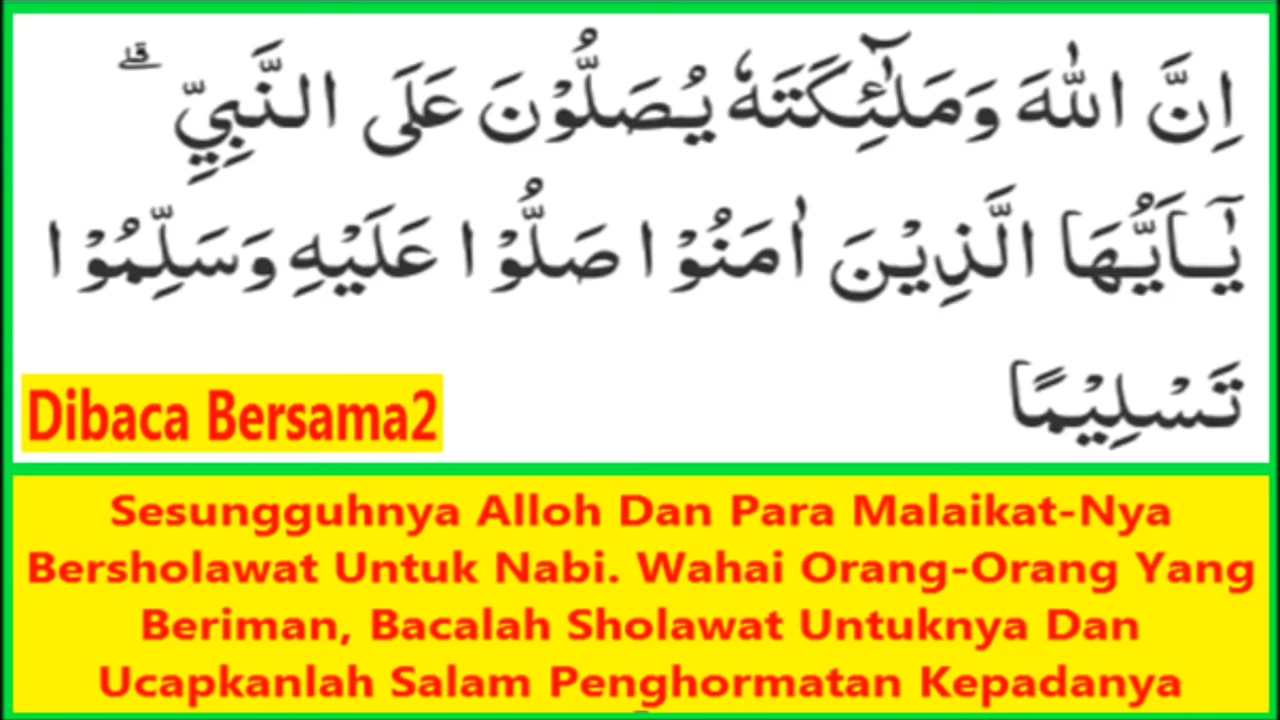 اِنَّ اللّٰهَ وَمَلٰۤىِٕكَتَهٗ يُصَلُّوْنَ عَلَى النَّبِيِّ ۗ
يٰٓاَيُّهَا الَّذِيْنَ اٰمَنُوْا صَلُّوْا عَلَيْهِ وَسَلِّمُوْا
تَسْلِيْمًا
Dibaca Bersama2
Sesungguhnya Alloh Dan Para Malaikat-Nya
Bersholawat Untuk Nabi. Wahai Orang-Orang Yang
Beriman, Bacalah Sholawat Untuknya Dan
Ucapkanlah Salam Penghormatan Kepadanya